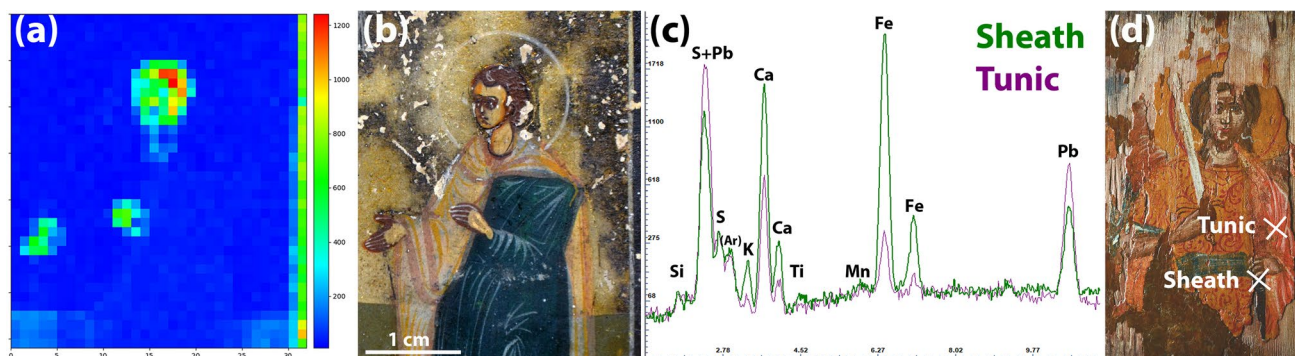 (a)
1200
1000
800
600
400
200
0
5
10
15
20
25
30
(b)
1 cm
(c)
1718
1100
618
275
68
Sheath
Tunic
Si
S+Pb
S
(Ar)
K
Ca
Ca
Ti
Mn
Fe
Fe
Pb
2.78
4.52
6.27
8.02
9.77
(d)
Tunic
Sheath